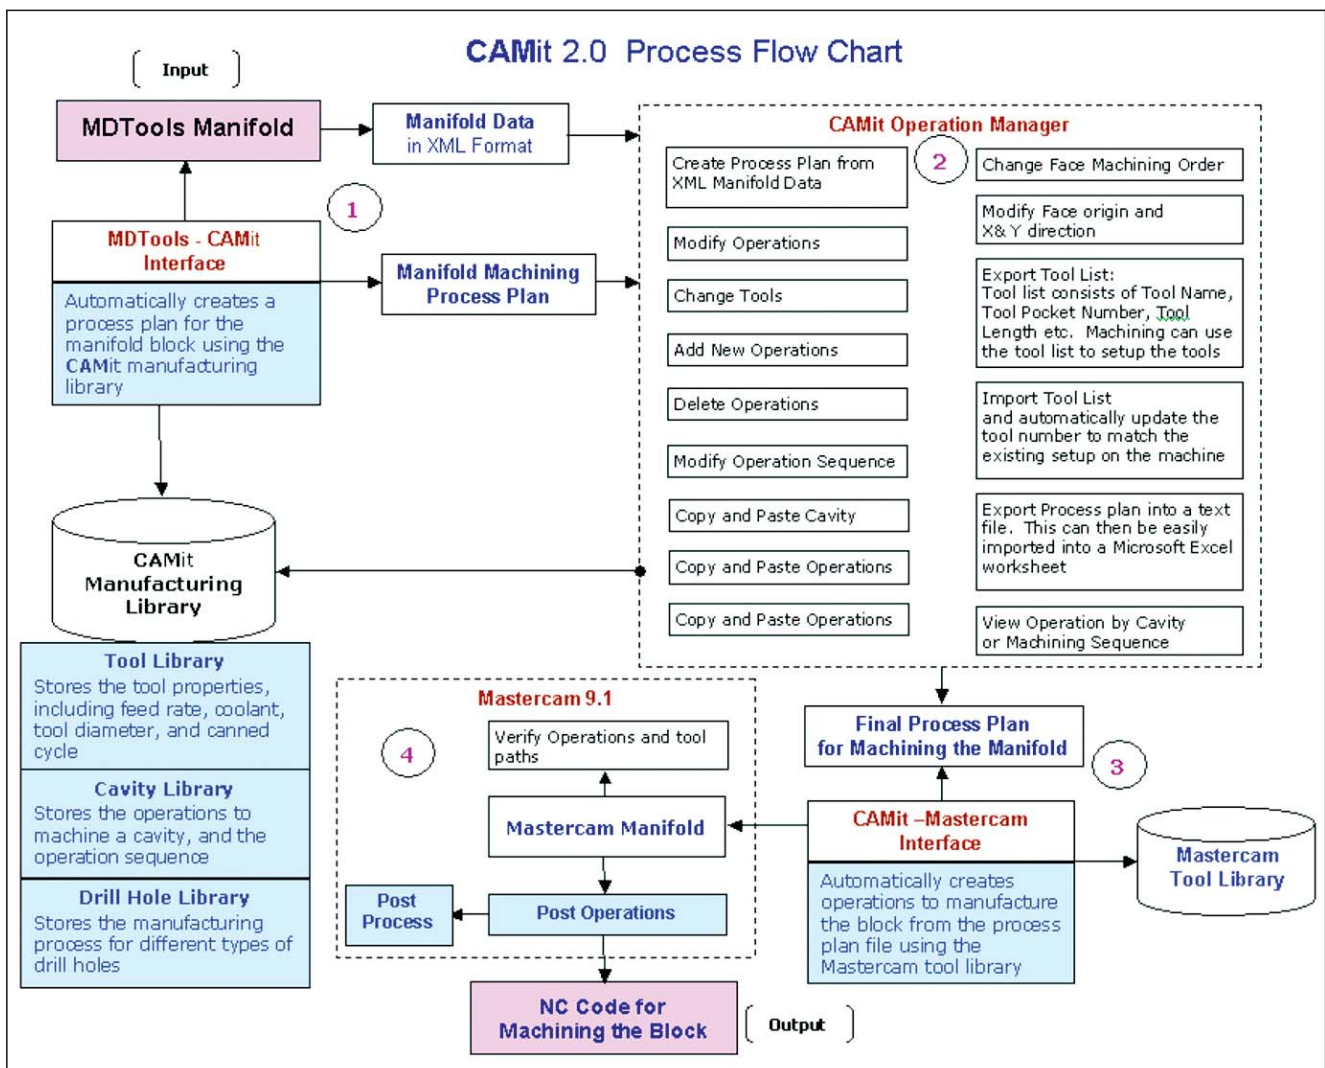 CAMit 2.0 Process Flow Chart
Input
MDTools Manifold
Manifold Data
in XML Format
1
MDTools - CAMit
Interface
Automatically creates a
process plan for the
manifold block using the
CAMit manufacturing
library
Manifold Machining
Process Plan
CAMit Operation Manager
2
Create Process Plan from
XML Manifold Data
Modify Operations
Change Tools
Add New Operations
Delete Operations
Modify Operation Sequence
Copy and Paste Cavity
Copy and Paste Operations
Copy and Paste Operations
Change Face Machining Order
Modify Face origin and
X& Y direction
Export Tool List:
Tool list consists of Tool Name,
Tool Pocket Number, Tool
Length etc. Machining can use
the tool list to setup the tools
Import Tool List
and automatically update the
tool number to match the
existing setup on the machine
Export Process plan into a text
file. This can then be easily
imported into a Microsoft Excel
worksheet
View Operation by Cavity
or Machining Sequence
CAMit
Manufacturing
Library
Tool Library
Stores the tool properties,
including feed rate, coolant,
tool diameter, and canned
cycle
Cavity Library
Stores the operations to
machine a cavity, and the
operation sequence
Drill Hole Library
Stores the manufacturing
process for different types of
drill holes
Mastercam 9.1
4
Verify Operations and tool
paths
Mastercam Manifold
Post
Process
Post Operations
NC Code for
Machining the Block
Output
Final Process Plan
for Machining the Manifold
3
CAMit –Mastercam
Interface
Automatically creates
operations to manufacture
the block from the process
plan file using the
Mastercam tool library
Mastercam
Tool Library